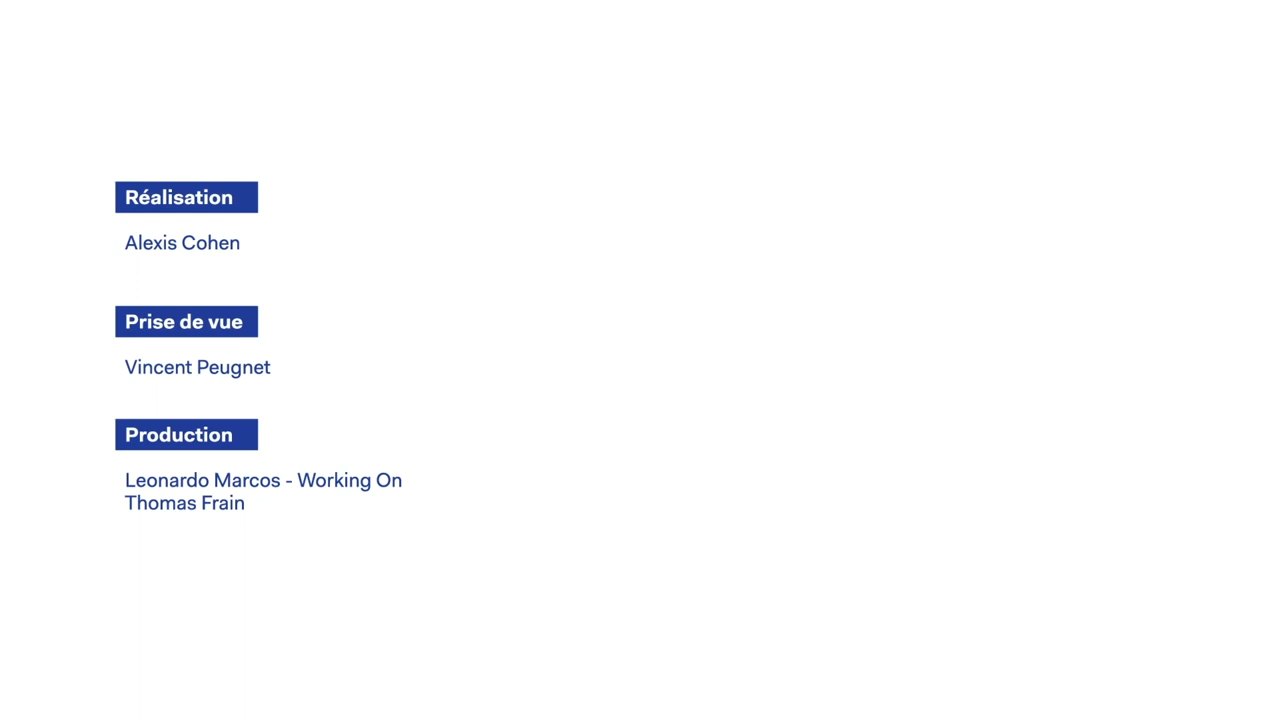 Réalisation
Alexis Cohen
Prise de vue
Vincent Peugnet
Production
Leonardo Marcos - Working On
Thomas Frain